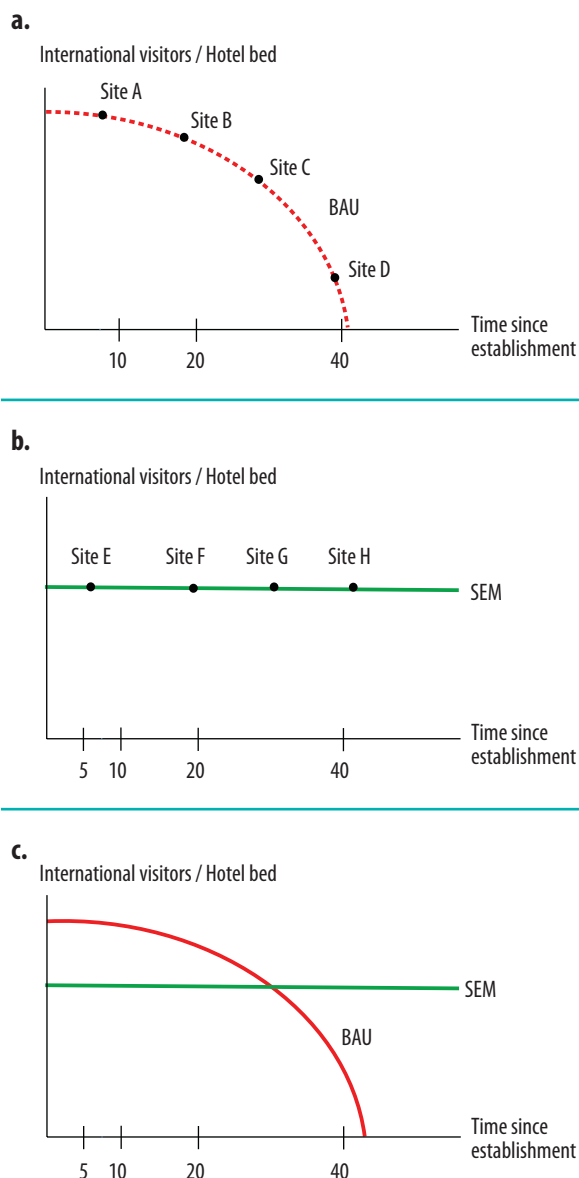 a.
International visitors / Hotel bed
Site A
Site B
Site C
BAU
Site D
Time since
establishment
10 20 40
b.
International visitors / Hotel bed
Site E Site F Site G Site H
SEM
Time since
establishment
5 10 20 40
c.
International visitors / Hotel bed
SEM
BAU
Time since
establishment
5 10 20 40